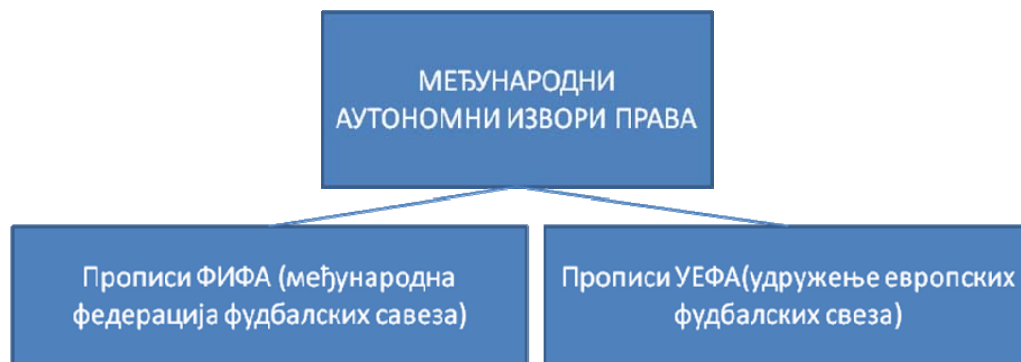 МЕЂУНАРОДНИ
АУТОНОМНИ ИЗВОРИ ПРАВА
Прописи ФИФА (међународна
федерација фудбалских савеза)
Прописи УЕФА(удружење европских
фудбалских свеза)